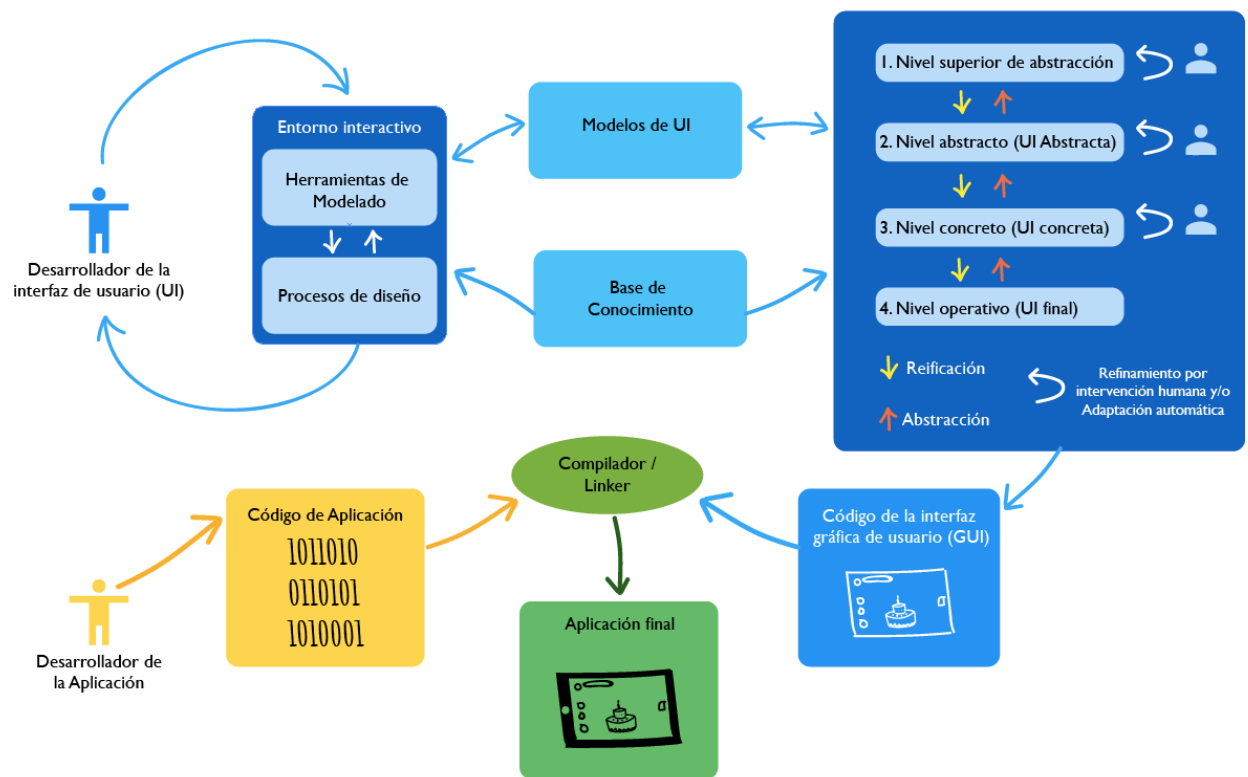 Entorno interactivo
Herramientas de
Modelado
Procesos de diseño
Desarrollador de la
interfaz de usuario (UI)
Modelos de UI
Base de
Conocimiento
1. Nivel superior de abstracción
2. Nivel abstracto (UI Abstracta)
3. Nivel concreto (UI concreta)
4. Nivel operativo (UI final)
Reificación
Abstracción
Refinamiento por
intervención humana y/o
Adaptación automática
Compilador /
Linker
Código de Aplicación
1011010
0110101
1010001
Desarrollador de
la Aplicación
Aplicación final
Código de la interfaz
gráfica de usuario (GUI)